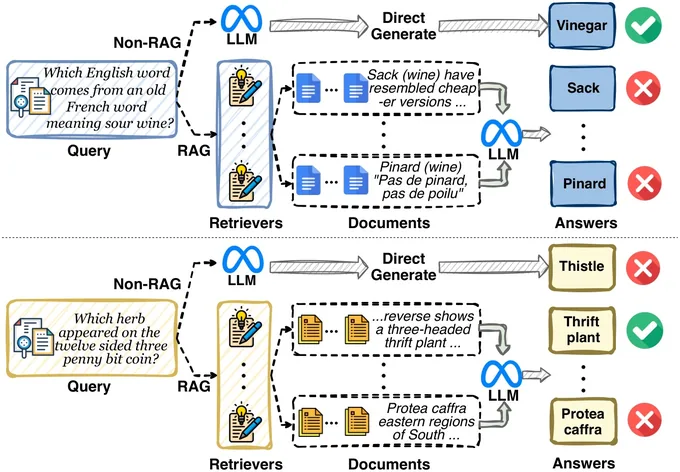 Non-RAG
LLM
Direct
Generate
Vinegar
Which English word
comes from an old
French word
meaning sour wine?
Query
RAG
Sack (wine) have
resembled cheap
-er versions ...
Sack
LLM
Pinard (wine)
"Pas de pinard,
pas de poilu"
Pinard
Retrievers
Documents
Answers
Non-RAG
LLM
Direct
Generate
Thistle
Which herb
appeared on the
twelve sided three
penny bit coin?
Query
RAG
...reverse shows
a three-headed
thrift plant ...
Thrift
plant
LLM
Protea caffra
eastern regions
of South ...
Protea
caffra
Retrievers
Documents
Answers